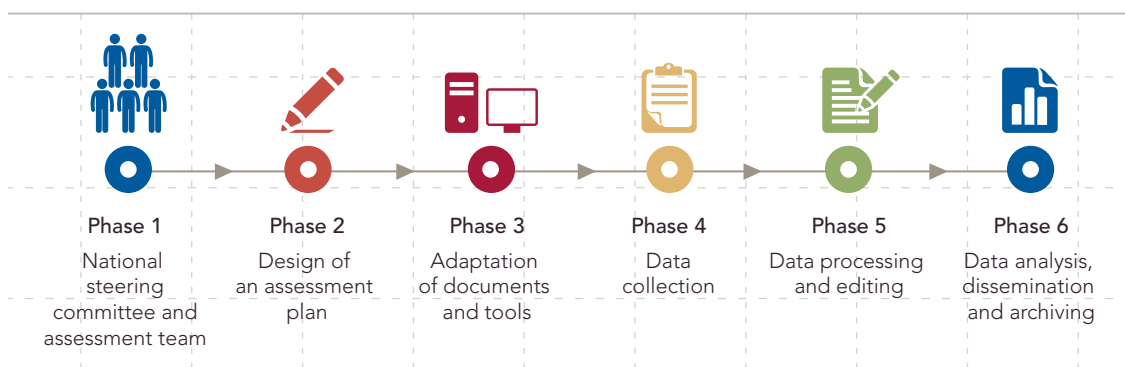 Phase 1
National
steering
committee and
assessment team
Phase 2
Design of
an assessment
plan
Phase 3
Adaptation
of documents
and tools
Phase 4
Data
collection
Phase 5
Data processing
and editing
Phase 6
Data analysis,
dissemination
and archiving